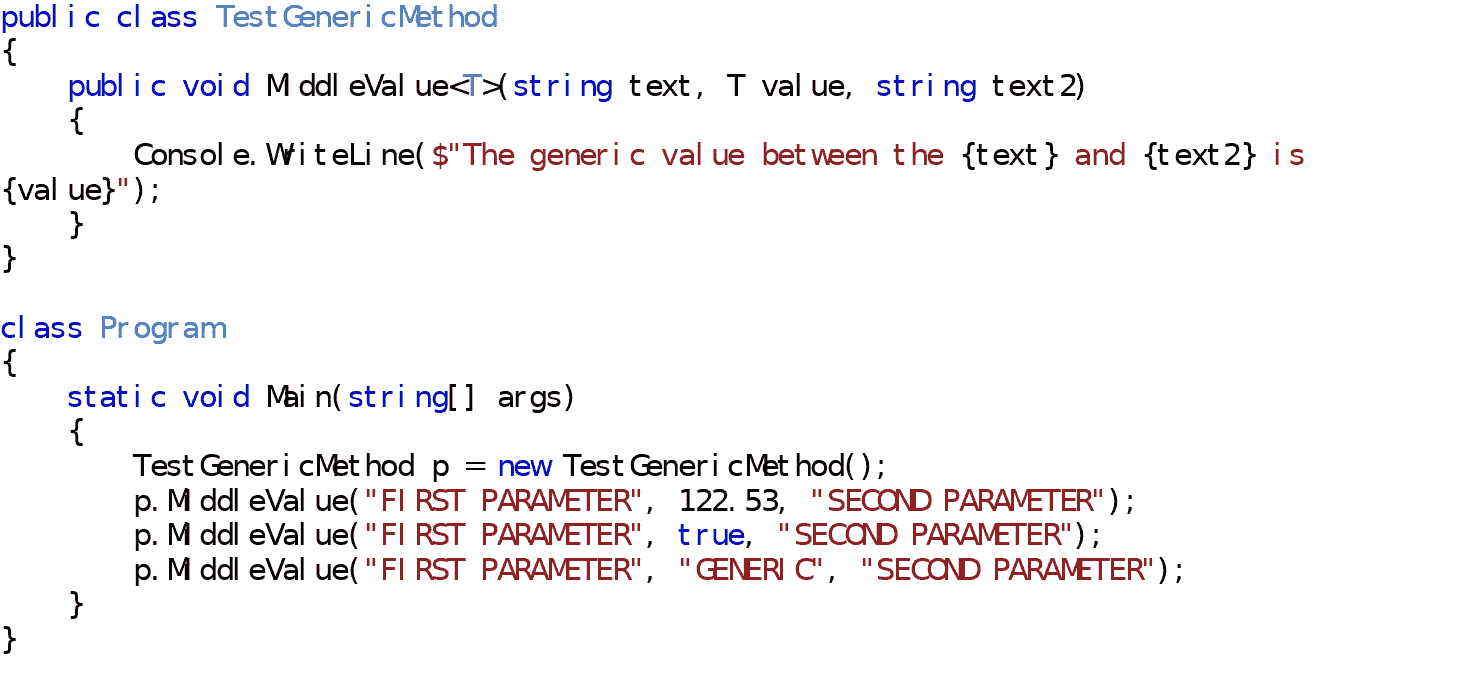 public class TestGenericMethod
{
    public void MiddleValue<T>(string text, T value, string text2)
    {
        Console.WriteLine($"The generic value between the {text} and {text2} is
{value}");
    }
}

class Program
{
    static void Main(string[] args)
    {
        TestGenericMethod p = new TestGenericMethod();
        p.MiddleValue("FIRST PARAMETER", 122.53, "SECOND PARAMETER");
        p.MiddleValue("FIRST PARAMETER", true, "SECOND PARAMETER");
        p.MiddleValue("FIRST PARAMETER", "GENERIC", "SECOND PARAMETER");
    }
}